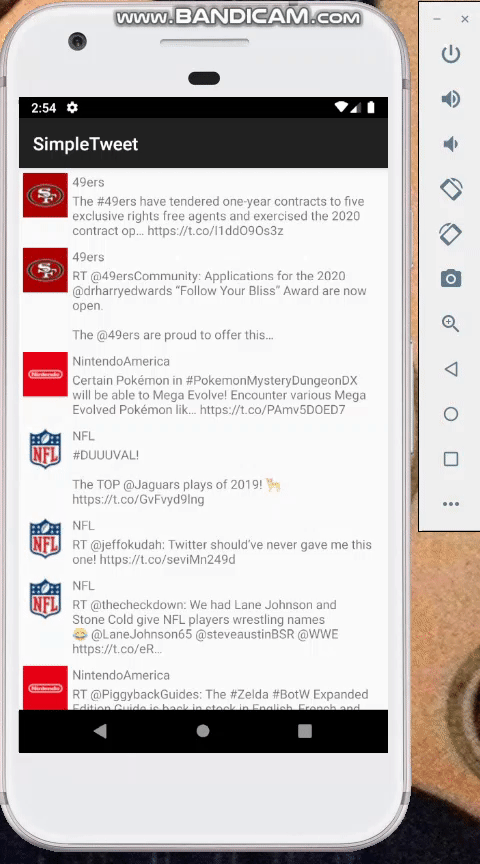 WWW.BANDICAM.COM
2:54
SimpleTweet
49ers
The #49ers have tendered one-year contracts to five
exclusive rights free agents and exercised the 2020
contract op… https://t.co/I1ddO9Os3z
49ers
RT @49ersCommunity: Applications for the 2020
@drharryedwards “Follow Your Bliss” Award are now
open.
The @49ers are proud to offer this…
NintendoAmerica
Nintendo
Certain Pokémon in #PokemonMysteryDungeonDX
will be able to Mega Evolve! Encounter various Mega
Evolved Pokémon lik… https://t.co/PAmv5DOED7
NFL
#DUUUVAL!
The TOP @Jaguars plays of 2019! 🐆
https://t.co/GvFvyd9lng
NFL
RT @jeffokudah: Twitter should've never gave me this
one! https://t.co/seviMn249d
NFL
RT @thecheckdown: We had Lane Johnson and
Stone Cold give NFL players wrestling names
😂 @LaneJohnson65 @steveaustinBSR @WWE
https://t.co/eR…
NintendoAmerica
Nintendo
RT @PiggybackGuides: The #Zelda #BotW Expanded
Edition Guide is back in stock in English, French and